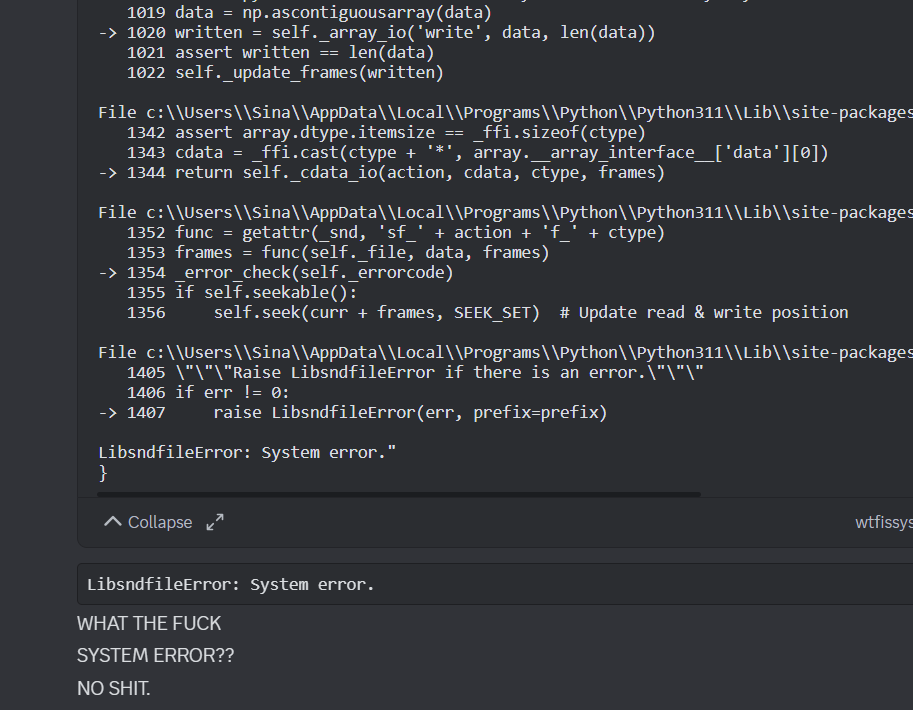 1019 data = np.ascontiguousarray(data)
-> 1020 written = self._array_io('write', data, len(data))
1021 assert written == len(data)
1022 self._update_frames(written)
File c:\\Users\\Sina\\AppData\\Local\\Programs\\Python\\Python311\\Lib\\site-packages
1342 assert array.dtype.itemsize == _ffi.sizeof(ctype)
1343 cdata = _ffi.cast(ctype + '*', array.__array_interface__['data'][0])
-> 1344 return self._cdata_io(action, cdata, ctype, frames)
File c:\\Users\\Sina\\AppData\\Local\\Programs\\Python\\Python311\\Lib\\site-packages
1352 func = getattr(_snd, 'sf_' + action + 'f_' + ctype)
1353 frames = func(self._file, data, frames)
-> 1354 _error_check(self._errorcode)
1355 if self.seekable():
1356     self.seek(curr + frames, SEEK_SET)  # Update read & write position
File c:\\Users\\Sina\\AppData\\Local\\Programs\\Python\\Python311\\Lib\\site-packages
1405 \"\"\"Raise LibsndfileError if there is an error.\"\"\"
1406 if err != 0:
-> 1407     raise LibsndfileError(err, prefix=prefix)
LibsndfileError: System error."
}
Collapse wtfissys
LibsndfileError: System error.
WHAT THE FUCK
SYSTEM ERROR??
NO SHIT.